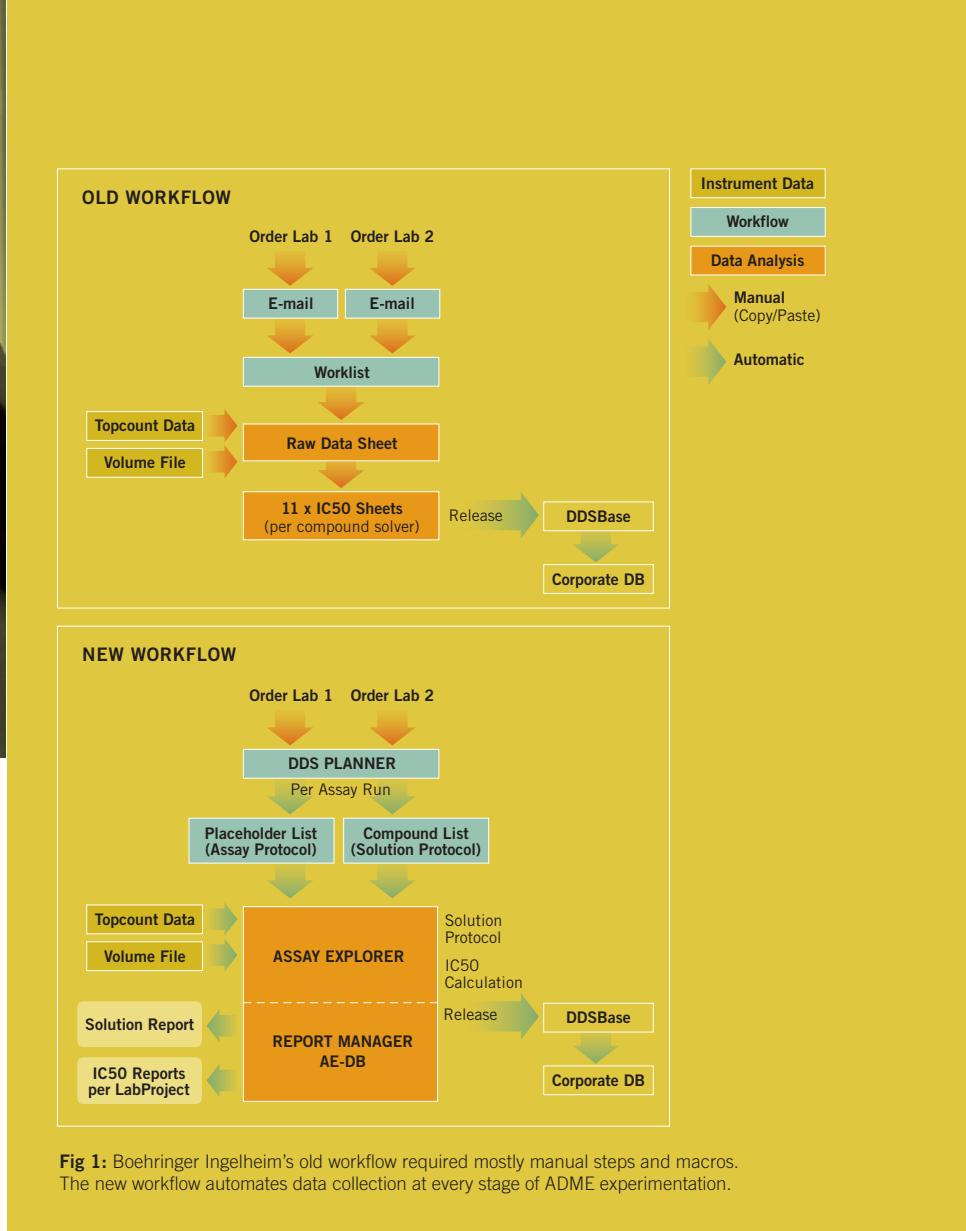 OLD WORKFLOW
Order Lab 1
Order Lab 2
E-mail
E-mail
Worklist
Topcount Data
Volume File
Raw Data Sheet
11 x IC50 Sheets
(per compound solver)
Release
DDSBase
Corporate DB
Instrument Data
Workflow
Data Analysis
Manual
(Copy/Paste)
Automatic
NEW WORKFLOW
Order Lab 1
Order Lab 2
DDS PLANNER
Per Assay Run
Placeholder List
(Assay Protocol)
Compound List
(Solution Protocol)
Topcount Data
Volume File
ASSAY EXPLORER
Solution
Protocol
IC50
Calculation
Release
DDSBase
Corporate DB
Solution Report
IC50 Reports
per LabProject
REPORT MANAGER
AE-DB
Fig 1: Boehringer Ingelheim's old workflow required mostly manual steps and macros.
The new workflow automates data collection at every stage of ADME experimentation.